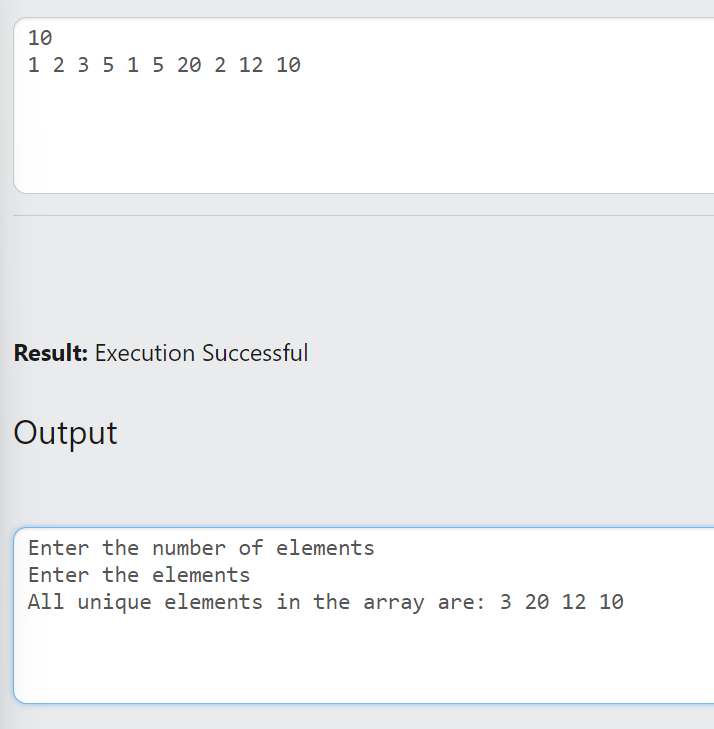 10
1 2 3 5 1 5 20 2 12 10
Result: Execution Successful
Output
Enter the number of elements
Enter the elements
All unique elements in the array are: 3 20 12 10